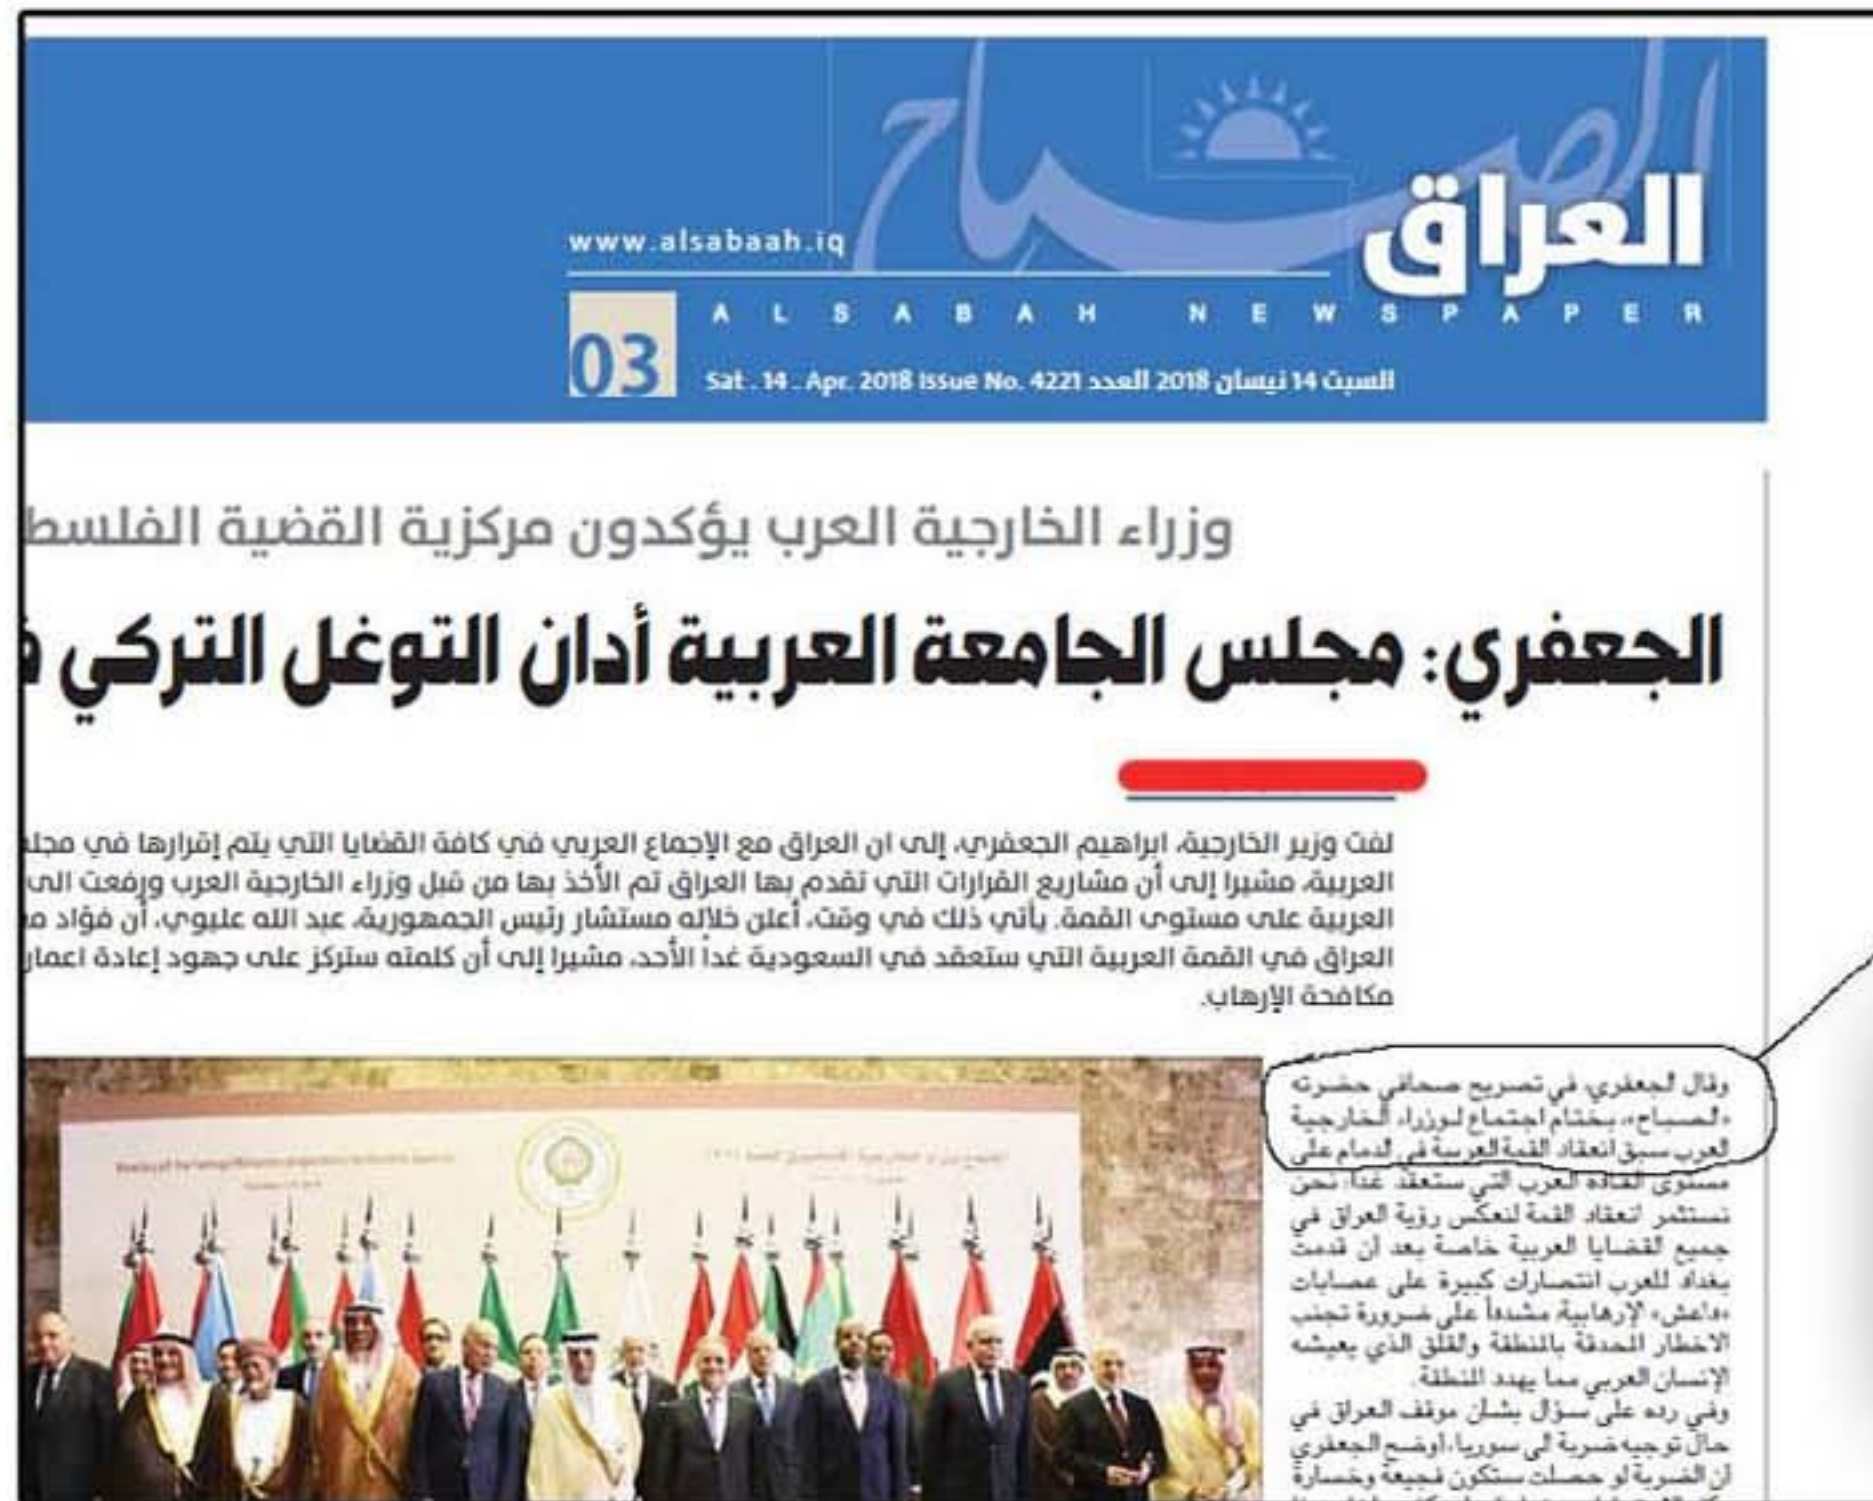 الصباح
العراق
www.alsabaah.iq
ALSABAH NEWSPAPER
03
السبت 14 نيسان 2018 العدد 4221 Sat . 14 . Apr. 2018 Issue No.
وزراء الخارجية العرب يؤكدون مركزية القضية الفلسط
الجعفري: مجلس الجامعة العربية أدان التوغل التركي
لفت وزير الخارجية، ابراهيم الجعفري، إلى ان العراق مع الإجماع العربي في كافة القضايا التي يتم إقرارها في مجل
العربية، مشيرا إلى أن مشاريع القرارات التي تقدم بها العراق تم الأخذ بها من قبل وزراء الخارجية العرب ورفعت الى
العربية على مستوى القمة. يأتي ذلك في وقت، أعلن خلاله مستشار رئيس الجمهورية، عبد الله عليوي، أن فؤاد م
العراق في القمة العربية التي ستعقد في السعودية غداً الأحد، مشيرا إلى أن كلمته ستركز على جهود إعادة اعمار
مكافحة الإرهاب.
وقال الجعفري، في تصريح صحافي حضرته
«الصباح»، بختام اجتماع لوزراء الخارجية
العرب سبق انعقاد القمة العربية في الدمام على
مستوى القادة العرب التي ستعقد غدا، نحن
نستثمر انعقاد القمة لنعكس رؤية العراق في
جميع القضايا العربية خاصة بعد أن قدمت
بغداد للعرب انتصارات كبيرة على عصابات
«داعش» الإرهابية، مشدداً على ضرورة تجنب
الاخطار المحدقة بالمنطقة والقلق الذي يعيشه
الإنسان العربي مما يهدد المنطقة.
وفي رده على سؤال بشأن موقف العراق في
حال توجيه ضربة الى سوريا، أوضح الجعفري
ان الضربة لو حصلت ستكون فجيعة وخسارة